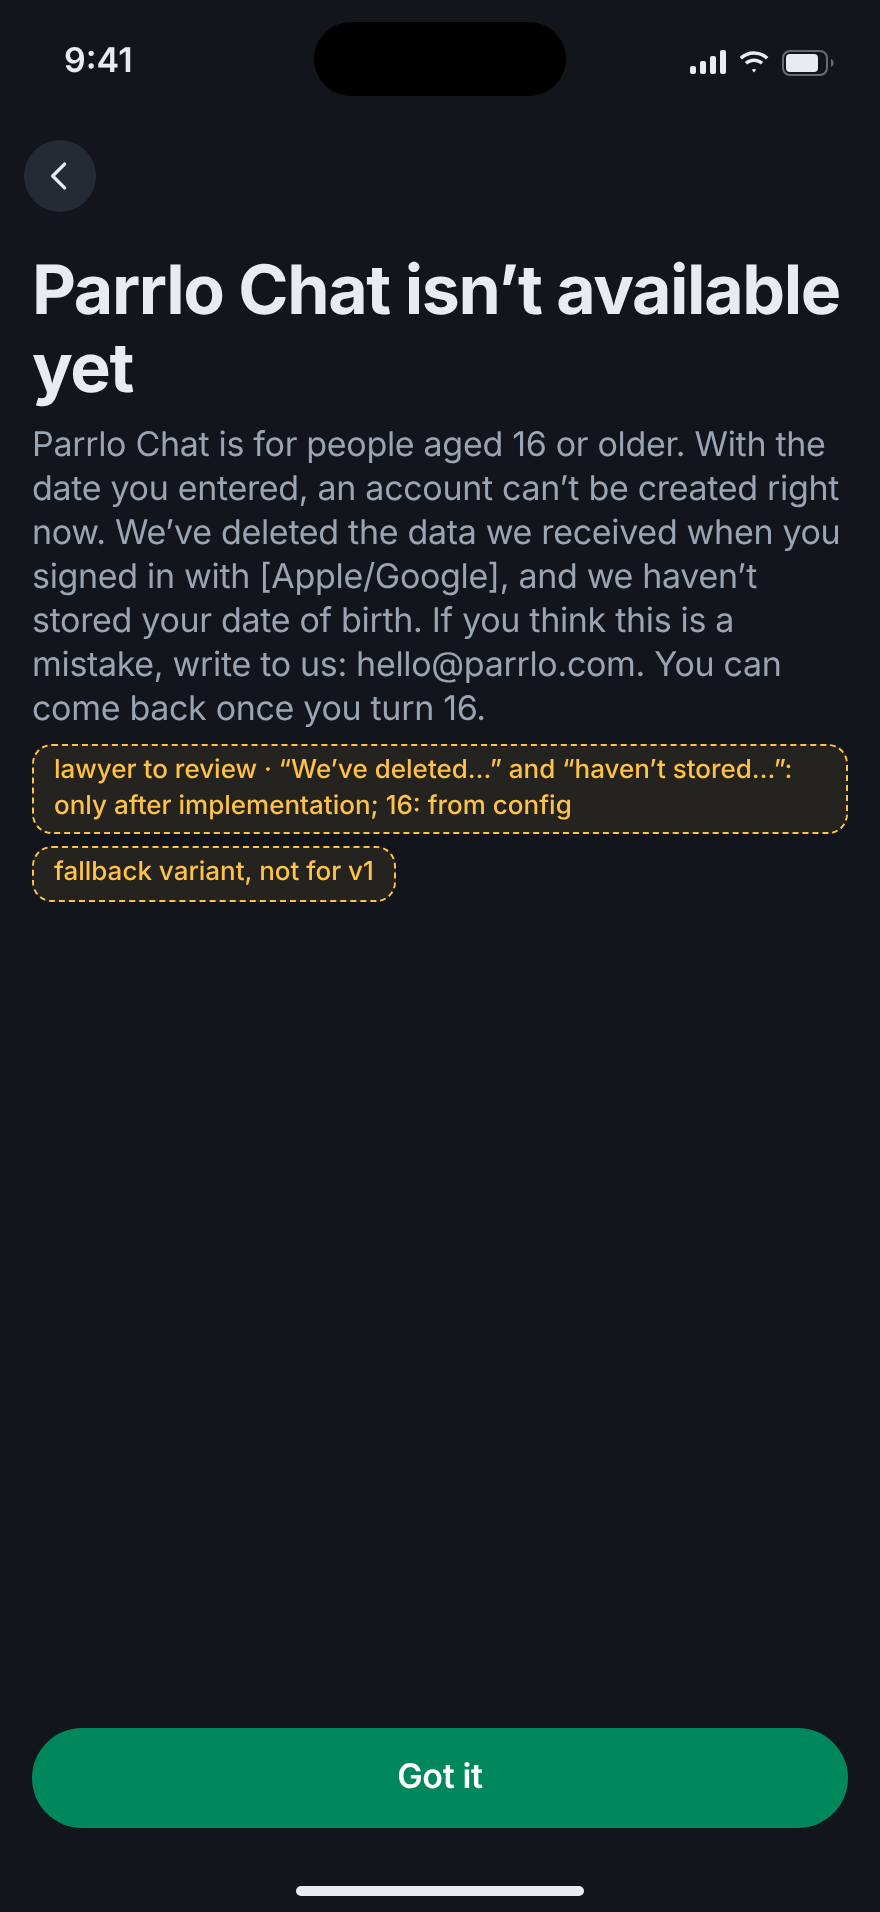 9:41
Parrlo Chat isn’t available
yet
Parrlo Chat is for people aged 16 or older. With the
date you entered, an account can’t be created right
now. We’ve deleted the data we received when you
signed in with [Apple/Google], and we haven’t
stored your date of birth. If you think this is a
mistake, write to us: hello@parrlo.com. You can
come back once you turn 16.
lawyer to review · “We’ve deleted…” and “haven’t stored…”:
only after implementation; 16: from config
fallback variant, not for v1
Got it